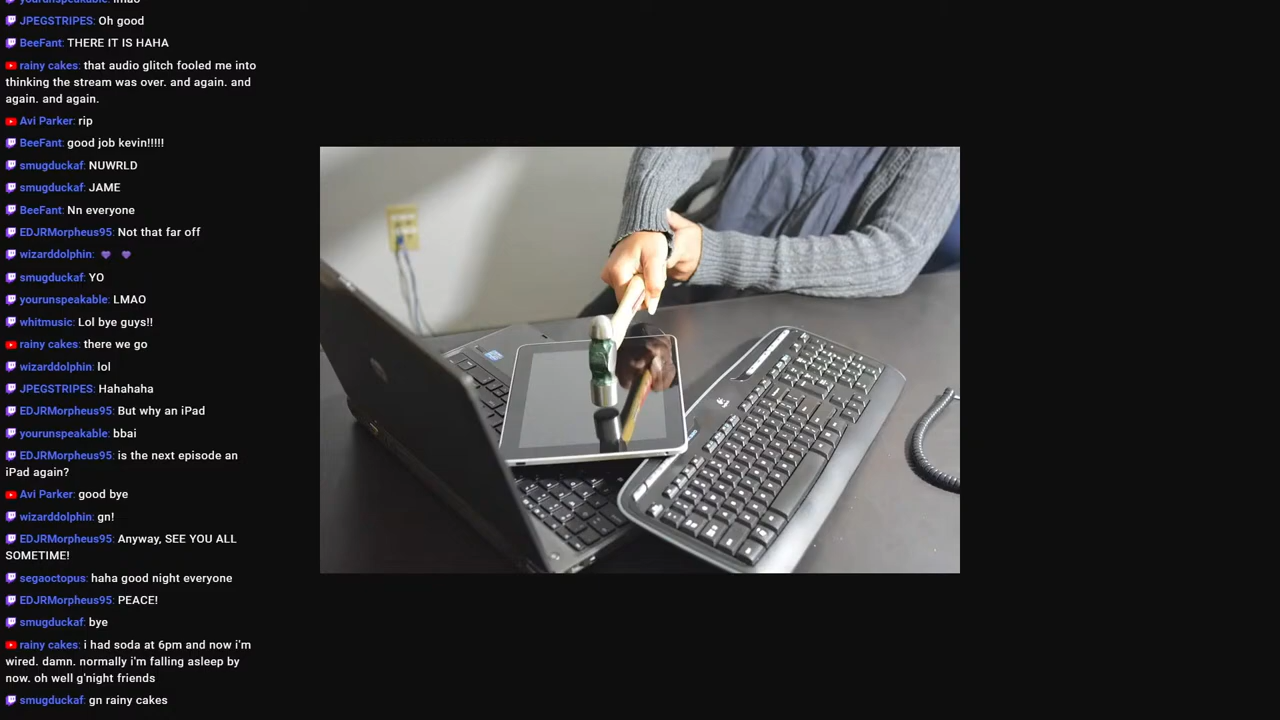 yourunspeakable: lmao
JPEGSTRIPES: Oh good
BeeFant: THERE IT IS HAHA
rainy cakes: that audio glitch fooled me into
thinking the stream was over. and again. and
again. and again.
Avi Parker: rip
BeeFant: good job kevin!!!!!
smugduckaf: NUWRLD
smugduckaf: JAME
BeeFant: Nn everyone
EDJRMorpheus95: Not that far off
wizarddolphin:
smugduckaf: YO
yourunspeakable: LMAO
whitmusic: Lol bye guys!!
rainy cakes: there we go
wizarddolphin: lol
JPEGSTRIPES: Hahahaha
EDJRMorpheus95: But why an iPad
yourunspeakable: bbai
EDJRMorpheus95: is the next episode an
iPad again?
Avi Parker: good bye
wizarddolphin: gn!
EDJRMorpheus95: Anyway, SEE YOU ALL
SOMETIME!
segaoctopus: haha good night everyone
EDJRMorpheus95: PEACE!
smugduckaf: bye
rainy cakes: i had soda at 6pm and now i'm
wired. damn. normally i'm falling asleep by
now. oh well g'night friends
smugduckaf: gn rainy cakes